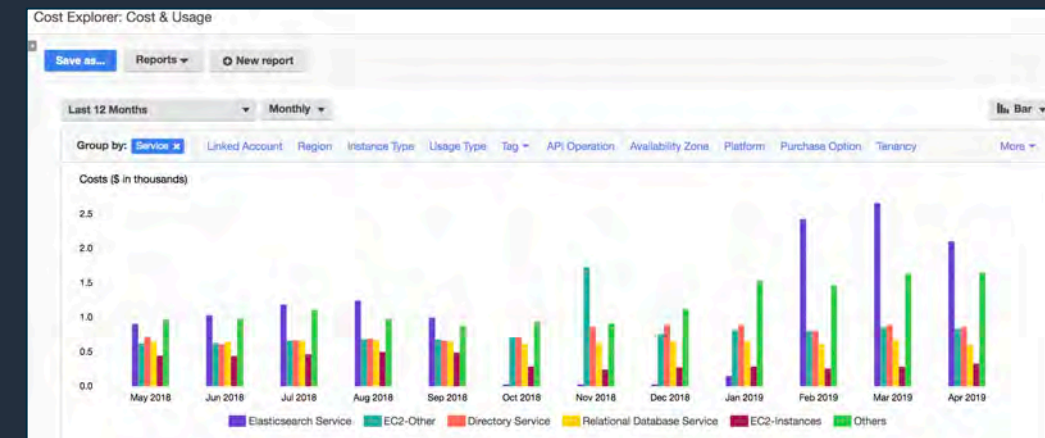 Cost Explorer: Cost & Usage
Save as... Reports New report
Last 12 Months Monthly Bar
Group by: Service x Linked Account Region Instance Type Usage Type Tag API Operation Availability Zone Platform Purchase Option Tenancy More
Costs ($ in thousands)
2.5
2.0
1.5
1.0
0.5
0.0
May 2018 Jun 2018 Jul 2018 Aug 2018 Sep 2018 Oct 2018 Nov 2018 Dec 2018 Jan 2019 Feb 2019 Mar 2019 Apr 2019
Elasticsearch Service EC2-Other Directory Service Relational Database Service EC2-Instances Others